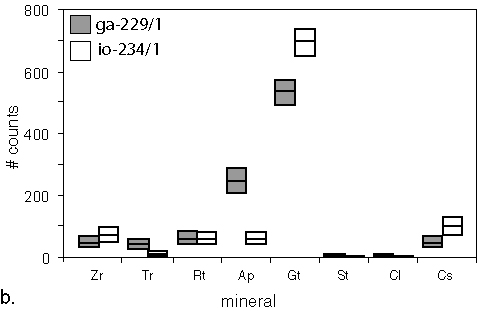 800
ga-229/1
io-234/1
600
400
200
0
# counts
Zr Tr Rt Ap Gt St Cl Cs
b.
mineral